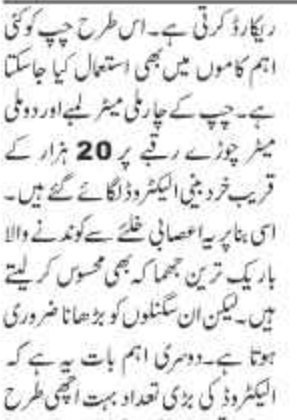 ریکارڈ کرتی ہے۔اس طرح چپ کو کئی
اہم کاموں میں بھی استعمال کیا جاسکتا
ہے۔چپ کے چار ملی میٹر لمبے اور دو ملی
میٹر چوڑے رقبے پر 20 ہزار کے
قریب خرد بینی الیکٹروڈ لگائے گئے ہیں۔
اسی بنا پر یہ اعصابی خلئے سے کوندنے والا
باریک ترین جھماکہ بھی محسوس کر لیتے
ہیں۔لیکن ان سگنلوں کو بڑھانا ضروری
ہوتا ہے۔دوسری اہم بات یہ ہے کہ
الیکٹروڈ کی بڑی تعداد بہت اچھی طرح